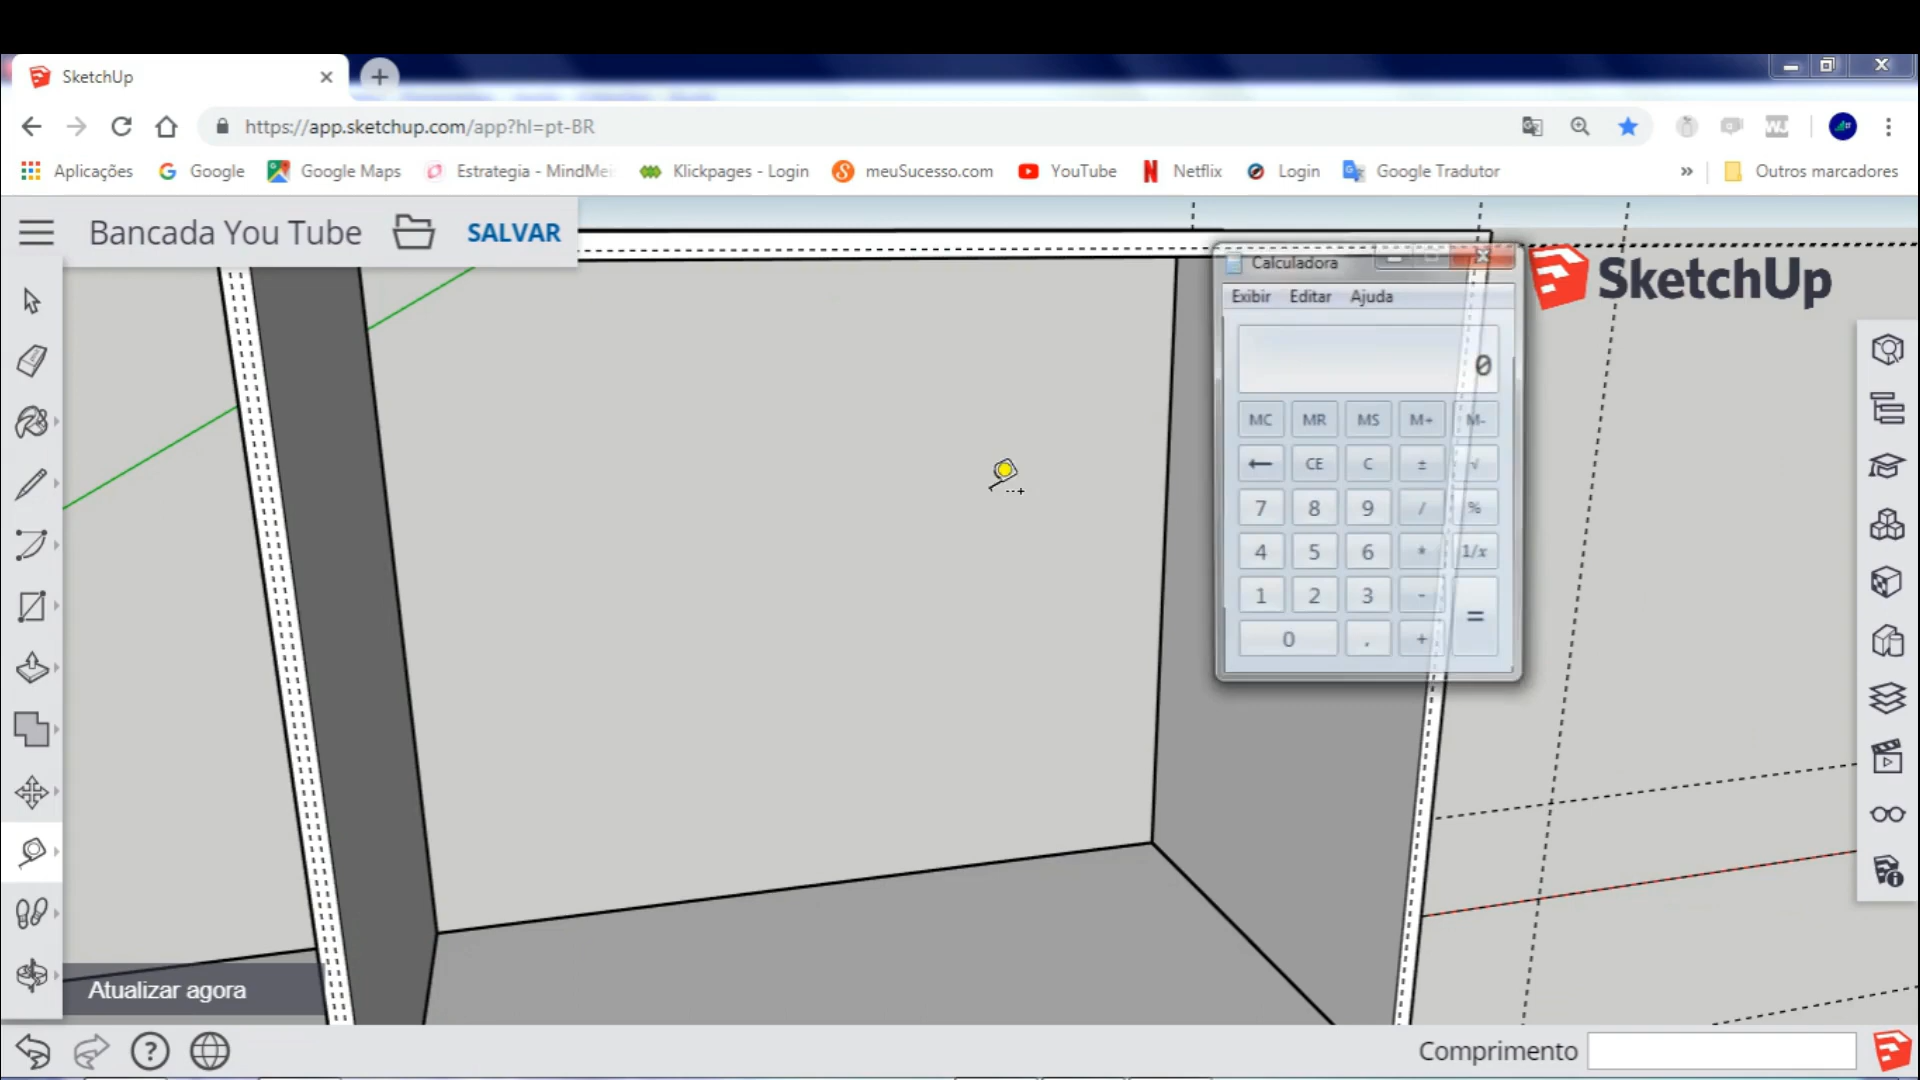 SketchUp
https://app.sketchup.com/app?hl=pt-BR
Aplicações Google Google Maps Estrategia - MindMei Klickpages - Login meuSucesso.com YouTube Netflix Login Google Tradutor » Outros marcadores
Bancada You Tube SALVAR
Calculadora
Exibir Editar Ajuda
0
MC MR MS M+ M-
← CE C ± √
7 8 9 / %
4 5 6 * 1/x
1 2 3 - =
0 , +
SketchUp
Atualizar agora
Comprimento